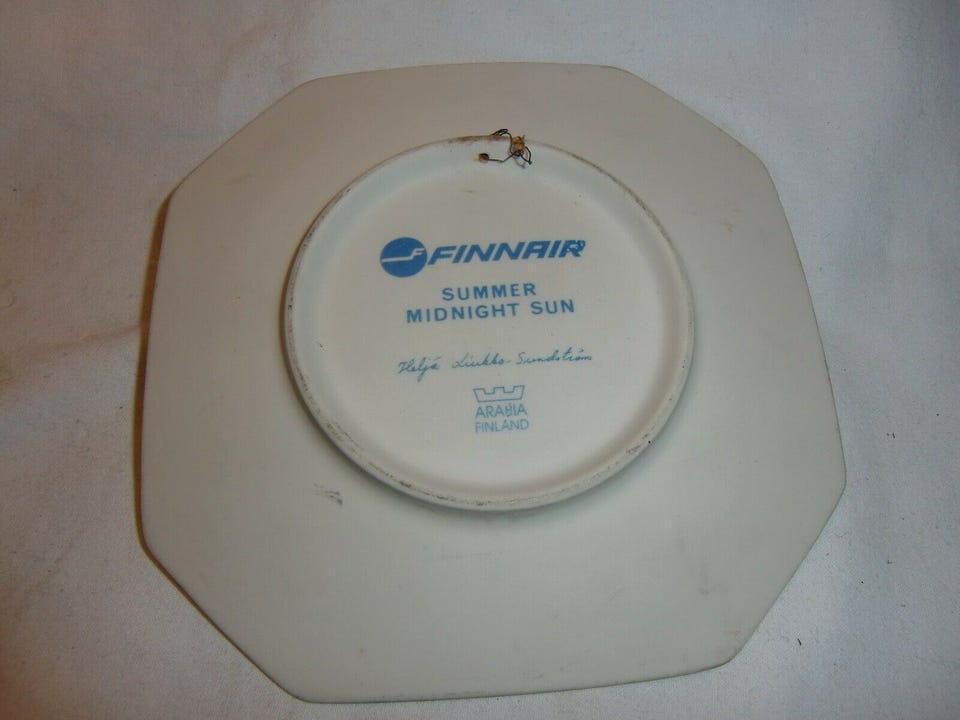 FINNAIR
SUMMER
MIDNIGHT SUN
Heljä Liukko-Sundström
ARABIA
FINLAND